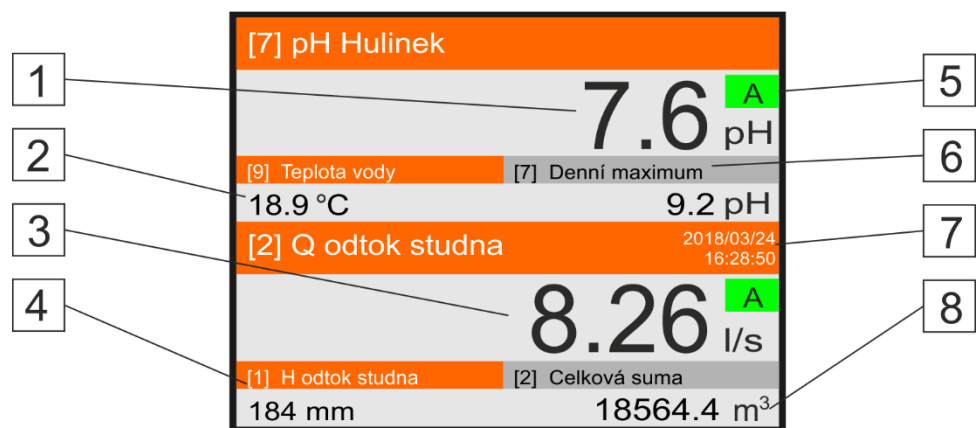 [7] pH Hulinek
1
7.6
A
5
pH
2
[9] Teplota vody
[7] Denní maximum
6
18.9 °C
9.2 pH
3
[2] Q odtok studna
2018/03/24
16:28:50
7
4
8.26
A
l/s
8
[1] H odtok studna
[2] Celková suma
184 mm
18564.4 m³